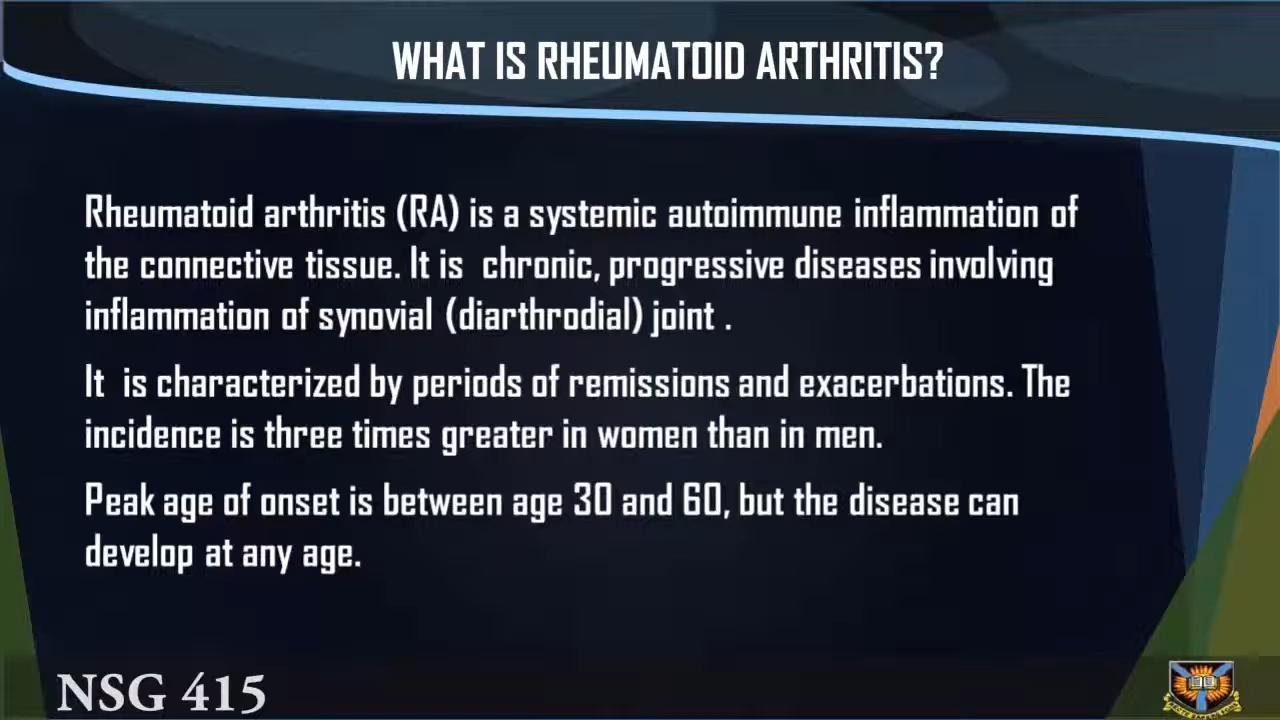 WHAT IS RHEUMATOID ARTHRITIS?
Rheumatoid arthritis (RA) is a systemic autoimmune inflammation of
the connective tissue. It is chronic, progressive diseases involving
inflammation of synovial (diarthrodial) joint .
It is characterized by periods of remissions and exacerbations. The
incidence is three times greater in women than in men.
Peak age of onset is between age 30 and 60, but the disease can
develop at any age.
NSG 415